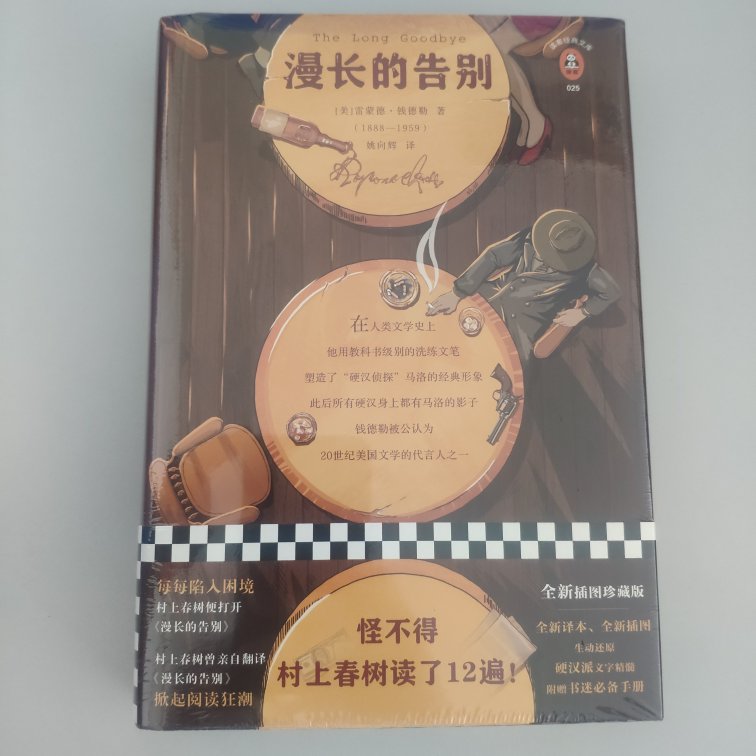 The Long Goodbye
漫长的告别
[美]雷蒙德·钱德勒 著
(1888—1959)
姚向辉 译
读客经典文库
025
在人类文学史上
他用教科书级别的洗练文笔
塑造了“硬汉侦探”马洛的经典形象
此后所有硬汉身上都有马洛的影子
钱德勒被公认为
20世纪美国文学的代言人之一
每每陷入困境
村上春树便打开
《漫长的告别》
村上春树曾亲自翻译
《漫长的告别》
掀起阅读狂潮
怪不得
村上春树读了12遍!
全新插图珍藏版
全新译本、全新插图
生动还原
硬汉派文字精髓
附赠书迷必备手册